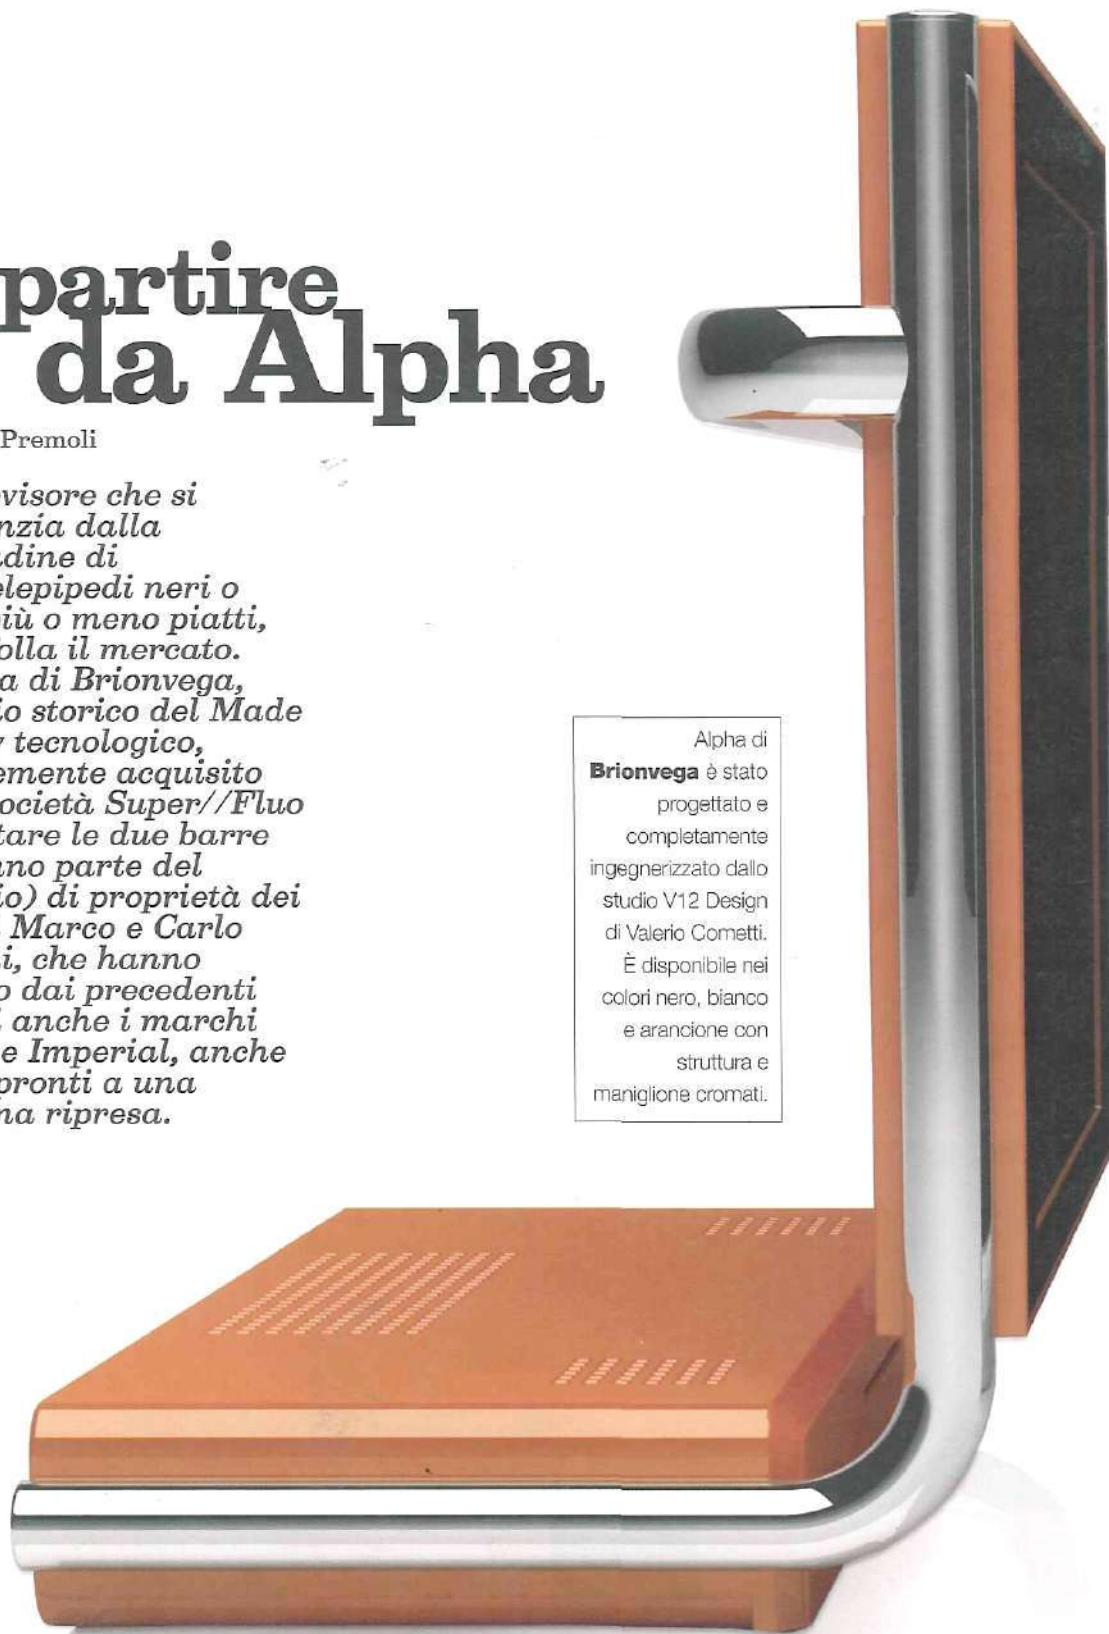 partire
da Alpha
Premoli
visore che si
nzia dalla
dine di
elepipedi neri o
iù o meno piatti,
olla il mercato.
a di Brionvega,
io storico del Made
tecnologico,
emente acquisito
ocietà Super//Fluo
tare le due barre
nno parte del
io) di proprietà dei
Marco e Carlo
i, che hanno
o dai precedenti
anche i marchi
e Imperial, anche
pronti a una
ma ripresa.
Alpha di
Brionvega è stato
progettato e
completamente
ingegnerizzato dallo
studio V12 Design
di Valerio Cometti.
È disponibile nei
colori nero, bianco
e arancione con
struttura e
maniglione cromati.